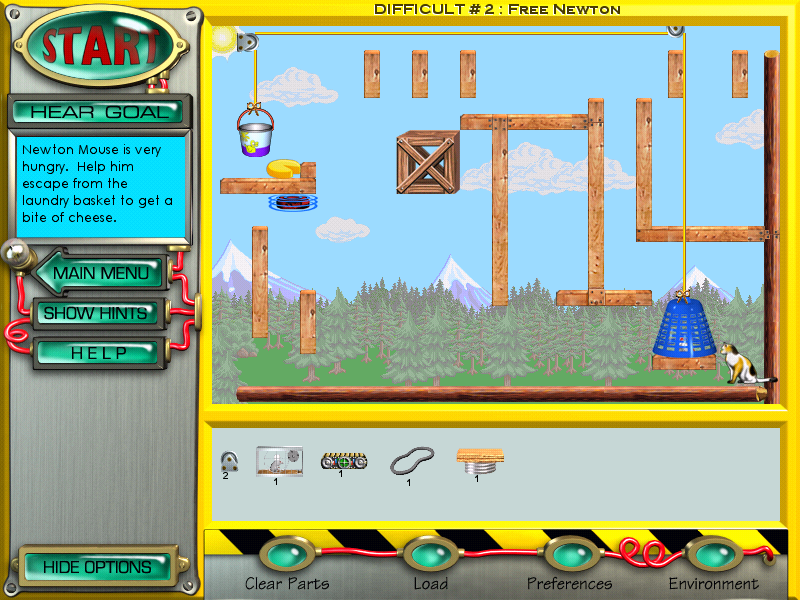 DIFFICULT # 2 : FREE NEWTON
START
HEAR GOAL
Newton Mouse is very
hungry. Help him
escape from the
laundry basket to get a
bite of cheese.
MAIN MENU
SHOW HINTS
HELP
2
1
1
1
1
HIDE OPTIONS
Clear Parts
Load
Preferences
Environment